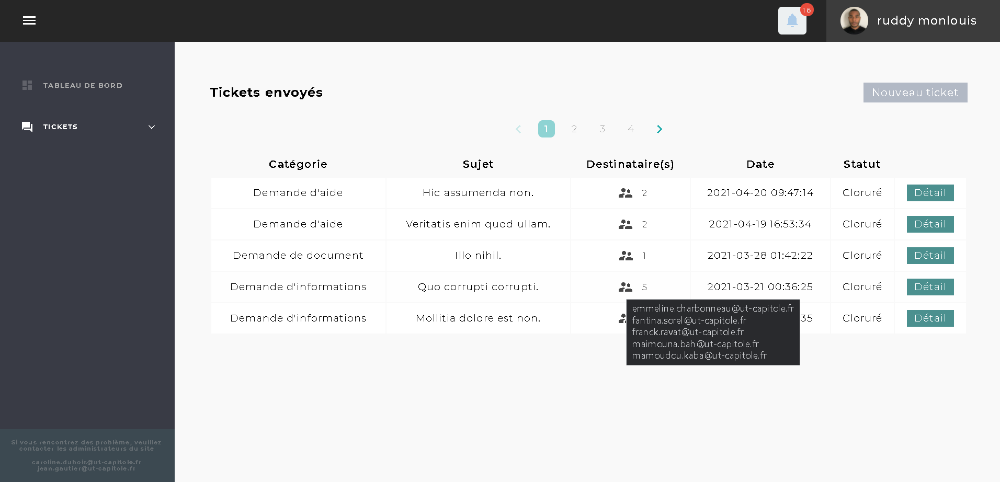 16
ruddy monlouis
TABLEAU DE BORD
TICKETS
Tickets envoyés
Nouveau ticket
1 2 3 4
Catégorie Sujet Destinataire(s) Date Statut
Demande d'aide Hic assumenda non. 2 2021-04-20 09:47:14 Cloruré Détail
Demande d'aide Veritatis enim quod ullam. 2 2021-04-19 16:53:34 Cloruré Détail
Demande de document Illo nihil. 1 2021-03-28 01:42:22 Cloruré Détail
Demande d'informations Quo corrupti corrupti. 5 2021-03-21 00:36:25 Cloruré Détail
Demande d'informations Mollitia dolore est non. 35 Cloruré Détail
emmeline.charbonneau@ut-capitole.fr
fantina.sorel@ut-capitole.fr
franck.ravat@ut-capitole.fr
maimouna.bah@ut-capitole.fr
mamoudou.kaba@ut-capitole.fr
Si vous rencontrez des problème, veuillez
contacter les administrateurs du site
caroline.dubois@ut-capitole.fr
jean.gautier@ut-capitole.fr